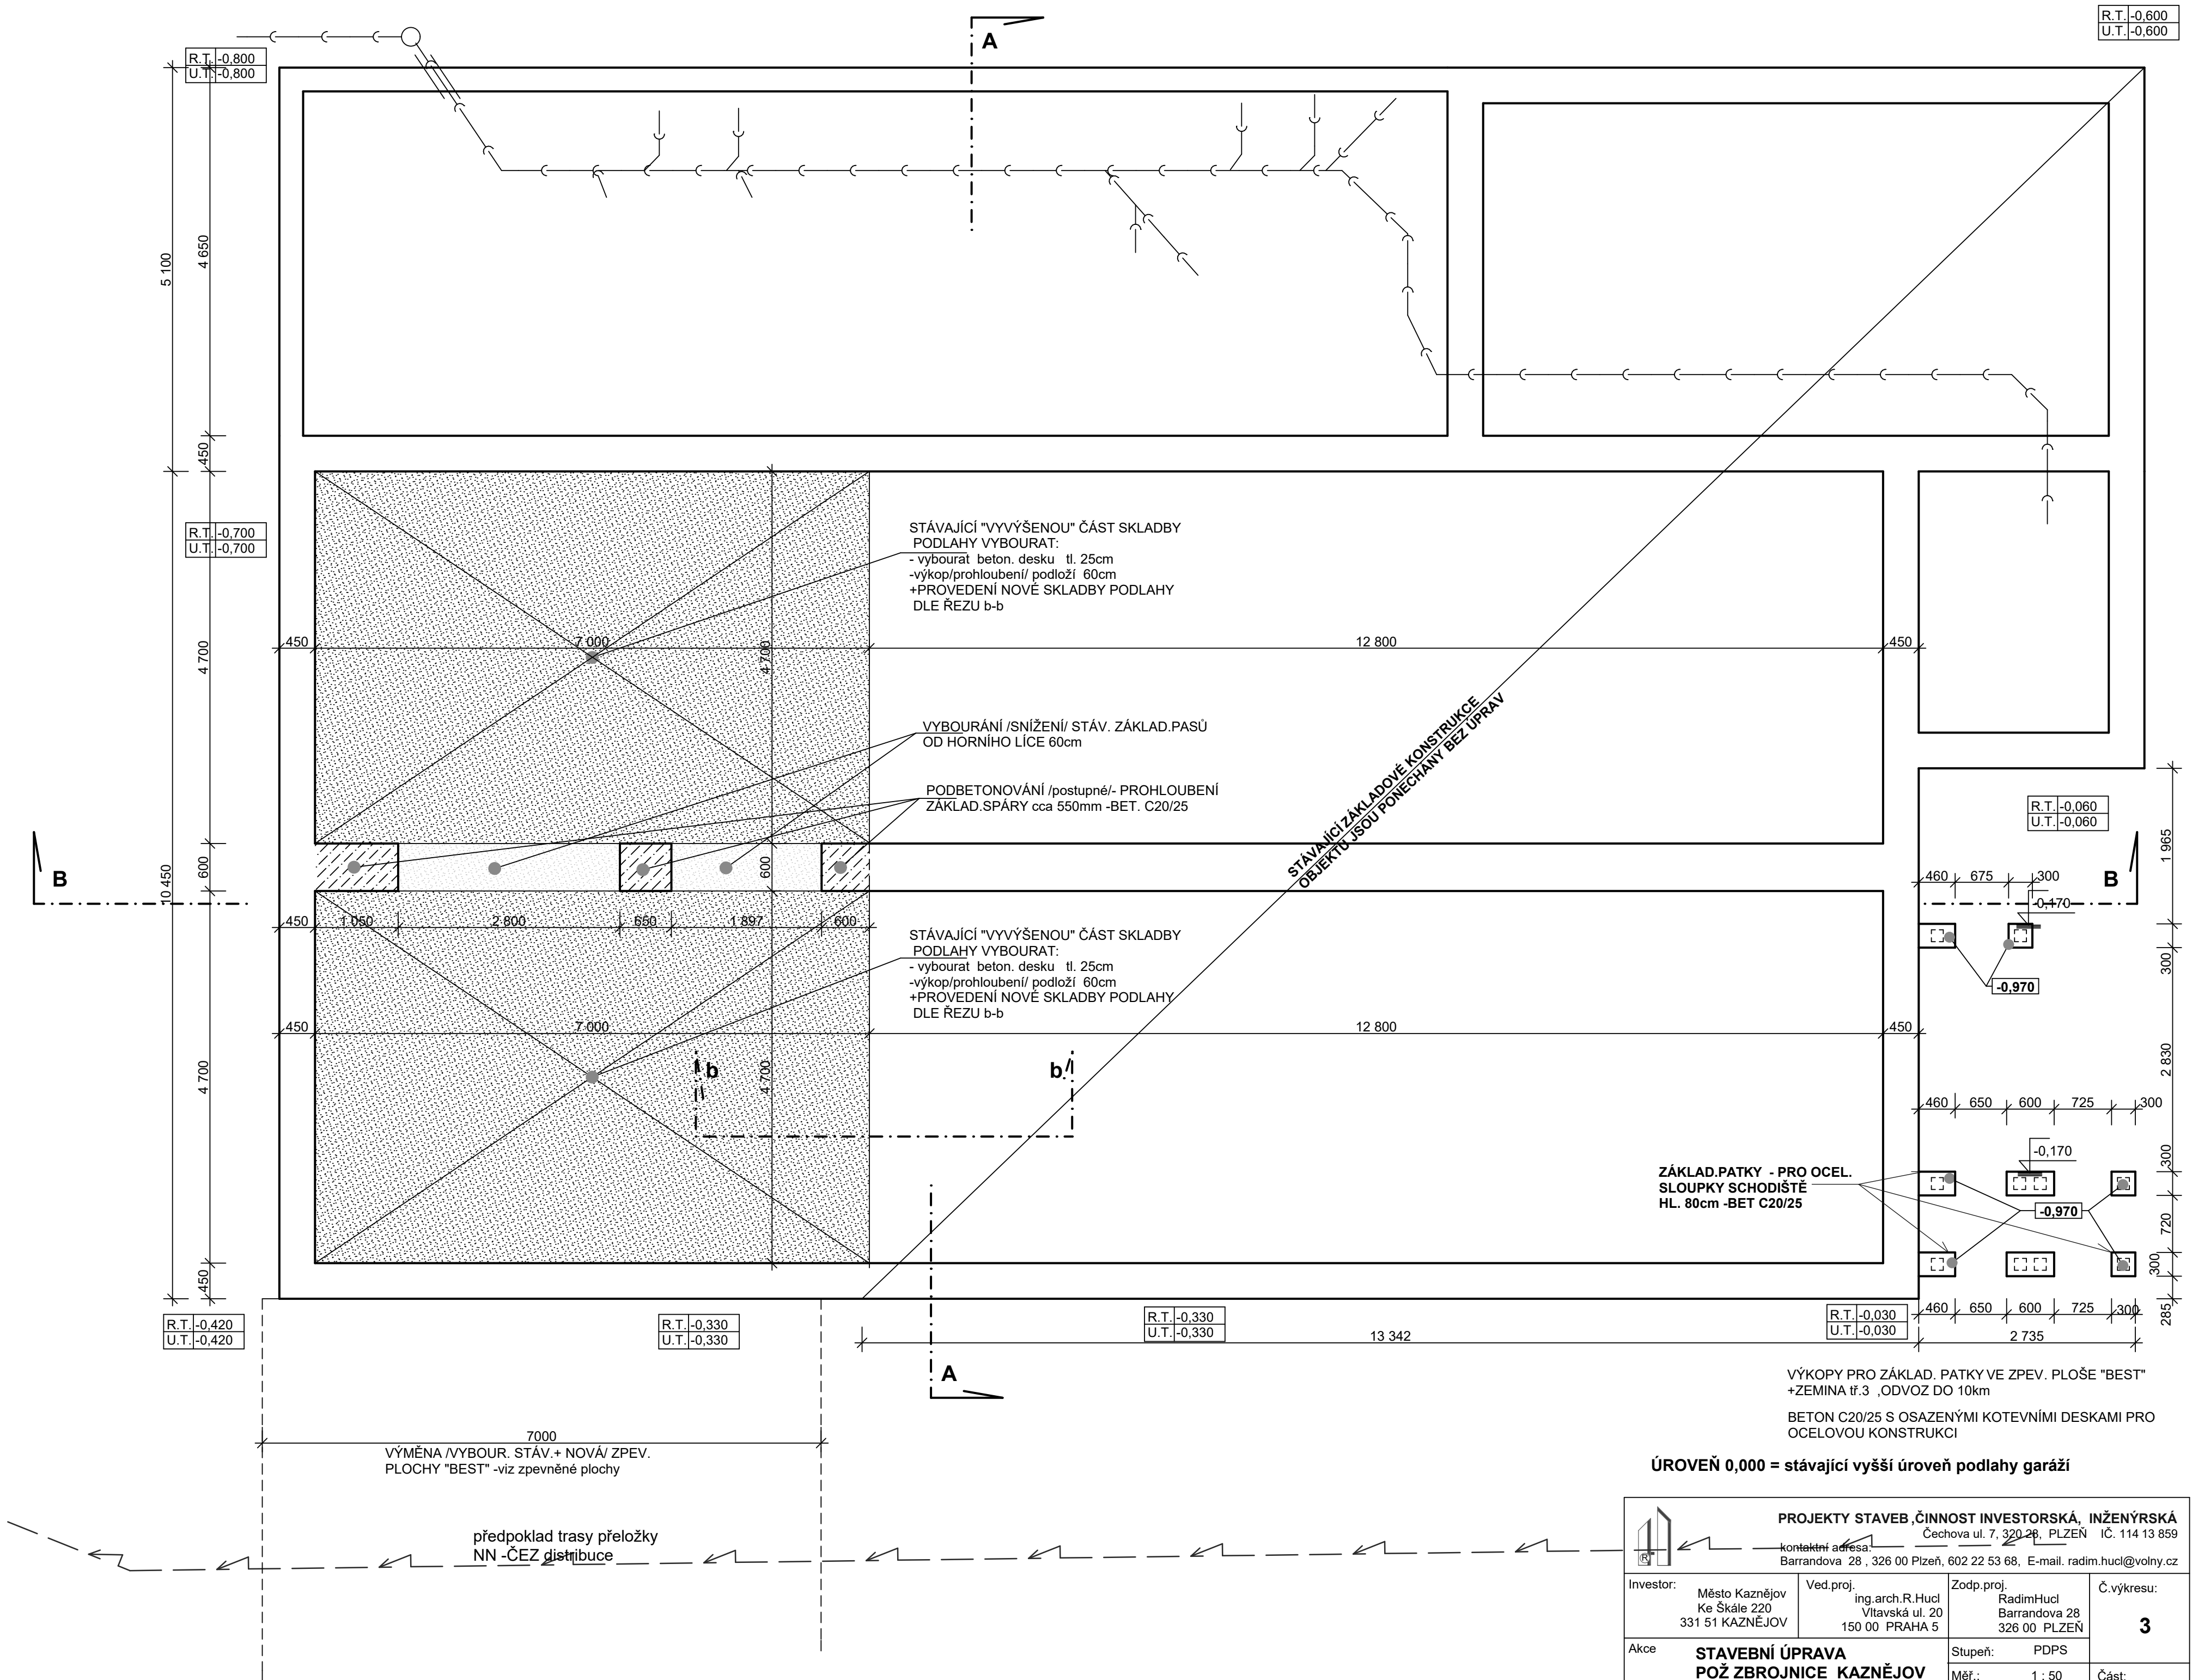 R.T. -0,600
U.T. -0,600
A
R.T. -0,800
U.T. -0,800
5 100
4 650
450
R.T. -0,700
U.T. -0,700
STÁVAJÍCÍ "VYVÝŠENOU" ČÁST SKLADBY
PODLAHY VYBOURAT:
- vybourat beton. desku tl. 25cm
-výkop/prohloubení/ podloží 60cm
+PROVEDENÍ NOVÉ SKLADBY PODLAHY
DLE ŘEZU b-b
450
7 000
4 700
12 800
450
4 700
VYBOURÁNÍ /SNÍŽENÍ/ STÁV. ZÁKLAD.PASŮ
OD HORNÍHO LÍCE 60cm
PODBETONOVÁNÍ /postupné/- PROHLOUBENÍ
ZÁKLAD.SPÁRY cca 550mm -BET. C20/25
STÁVAJÍCÍ ZÁKLADOVÉ KONSTRUKCE
OBJEKTU JSOU PONECHÁNY BEZ ÚPRAV
R.T. -0,060
U.T. -0,060
1 965
B
10 450
600
600
460 675 300
B
-0,170
450 1 050 2 800 650 1 897 600
STÁVAJÍCÍ "VYVÝŠENOU" ČÁST SKLADBY
PODLAHY VYBOURAT:
- vybourat beton. desku tl. 25cm
-výkop/prohloubení/ podloží 60cm
+PROVEDENÍ NOVÉ SKLADBY PODLAHY
DLE ŘEZU b-b
300
-0,970
450
7 000
12 800
450
4 700
4 700
b
b
2 830
460 650 600 725 300
-0,170
300
ZÁKLAD.PATKY - PRO OCEL.
SLOUPKY SCHODIŠTĚ
HL. 80cm -BET C20/25
-0,970
720
300
450
285
R.T. -0,420
U.T. -0,420
R.T. -0,330
U.T. -0,330
R.T. -0,330
U.T. -0,330
R.T. -0,030
U.T. -0,030
460 650 600 725 300
13 342
2 735
A
VÝKOPY PRO ZÁKLAD. PATKY VE ZPEV. PLOŠE "BEST"
+ZEMINA tř.3 ,ODVOZ DO 10km
BETON C20/25 S OSAZENÝMI KOTEVNÍMI DESKAMI PRO
OCELOVOU KONSTRUKCI
7000
VÝMĚNA /VYBOUR. STÁV.+ NOVÁ/ ZPEV.
PLOCHY "BEST" -viz zpevněné plochy
ÚROVEŇ 0,000 = stávající vyšší úroveň podlahy garáží
předpoklad trasy přeložky
NN -ČEZ distribuce
PROJEKTY STAVEB ,ČINNOST INVESTORSKÁ, INŽENÝRSKÁ
Čechova ul. 7, 320 28, PLZEŇ IČ. 114 13 859
kontaktní adresa:
Barrandova 28 , 326 00 Plzeň, 602 22 53 68, E-mail. radim.hucl@volny.cz
R
Investor:
Město Kaznějov
Ke Škále 220
331 51 KAZNĚJOV
Ved.proj.
ing.arch.R.Hucl
Vltavská ul. 20
150 00 PRAHA 5
Zodp.proj.
RadimHucl
Barrandova 28
326 00 PLZEŇ
Č.výkresu:
3
Akce
STAVEBNÍ ÚPRAVA
POŽ ZBROJNICE KAZNĚJOV
Stupeň: PDPS
Měř.: 1 : 50
Část: